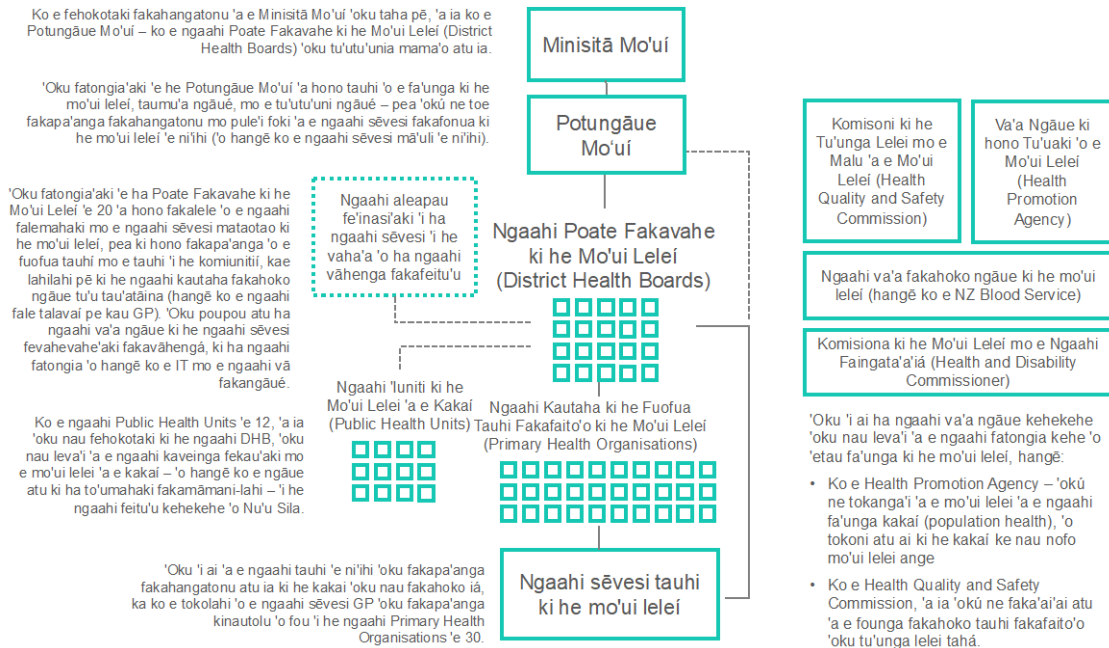 Ko e fehokotaki fakahangatonu 'a e Minisitā Mo'uí 'oku taha pē, 'a ia ko e
Potungāue Mo'uí – ko e ngaahi Poate Fakavahe ki he Mo'ui Leleí (District
Health Boards) 'oku tu'utu'unia mama'o atu ia.
'Oku fatongia'aki 'e he Potungāue Mo'uí 'a hono tauhi 'o e fa'unga ki he
mo'ui leleí, taumu'a ngāué, mo e tu'utu'uni ngāué – pea 'okú ne toe
fakapa'anga fakahangatonu mo pule'i foki 'a e ngaahi sēvesi fakafonua ki
he mo'ui leleí 'e ni'ihi ('o hangē ko e ngaahi sēvesi mā'uli 'e ni'ihi).
'Oku fatongia'aki 'e ha Poate Fakavahe ki he
Mo'ui Leleí 'e 20 'a hono fakalele 'o e ngaahi
falemahaki mo e ngaahi sēvesi mataotao ki
he mo'ui leleí, pea ki hono fakapa'anga 'o e
fuofua tauhí mo e tauhi 'i he komiunitií, kae
lahilahi pē ki he ngaahi kautaha fakahoko
ngāue tu'u tau'atāina (hangē ko e ngaahi
fale talavaí pe kau GP). 'Oku poupou atu ha
ngaahi va'a ngāue ki he ngaahi sēvesi
fevahevahe'aki fakavāhengá, ki ha ngaahi
fatongia 'o hangē ko e IT mo e ngaahi vā
fakangāué.
Ko e ngaahi Public Health Units 'e 12, 'a ia
'oku nau fehokotaki ki he ngaahi DHB, 'oku
nau leva'i 'a e ngaahi kaveinga fekau'aki mo
e mo'ui lelei 'a e kakaí – 'o hangē ko e ngāue
atu ki ha to'umahaki fakamāmani-lahi – 'i he
ngaahi feitu'u kehekehe 'o Nu'u Sila.
'Oku 'i ai 'a e ngaahi tauhi 'e ni'ihi 'oku fakapa'anga
fakahangatonu atu ia ki he kakai 'oku nau fakahoko iá,
ka ko e tokolahi 'o e ngaahi sēvesi GP 'oku fakapa'anga
kinautolu 'o fou 'i he ngaahi Primary Health
Organisations 'e 30.
Minisitā Mo'uí
Potungāue
Mo'uí
Ngaahi aleapau
fe'inasi'aki 'i ha
ngaahi sēvesi 'i he
vaha'a 'o ha ngaahi
vāhenga fakafeitu'u
Ngaahi Poate Fakavahe
ki he Mo'ui Leleí
(District Health Boards)
Ngaahi 'Iuniti ki he
Mo'ui Lelei 'a e Kakaí
(Public Health Units)
Ngaahi Kautaha ki he Fuofua
Tauhi Fakafaito'o ki he Mo'ui Leleí
(Primary Health Organisations)
Ngaahi sēvesi tauhi
ki he mo'ui leleí
Komisoni ki he
Tu'unga Lelei mo e
Malu 'a e Mo'ui
Leleí (Health
Quality and Safety
Commission)
Va'a Ngāue ki
hono Tu'uaki 'o e
Mo'ui Leleí
(Health
Promotion
Agency)
Ngaahi va'a fakahoko ngāue ki he mo'ui
leleí (hangē ko e NZ Blood Service)
Komisiona ki he Mo'ui Leleí mo e Ngaahi
Faingata'a'iá (Health and Disability
Commissioner)
'Oku 'i ai ha ngaahi va'a ngāue kehekehe
'oku nau leva'i 'a e ngaahi fatongia kehe 'o
'etau fa'unga ki he mo'ui leleí, hangē:
• Ko e Health Promotion Agency – 'okú
ne tokanga'i 'a e mo'ui lelei 'a e ngaahi
fa'unga kakaí (population health), 'o
tokoni atu ai ki he kakaí ke nau nofo
mo'ui lelei ange
• Ko e Health Quality and Safety
Commission, 'a ia 'okú ne faka'ai'ai atu
'a e founga fakahoko tauhi fakafaito'o
'oku tu'unga lelei tahá.